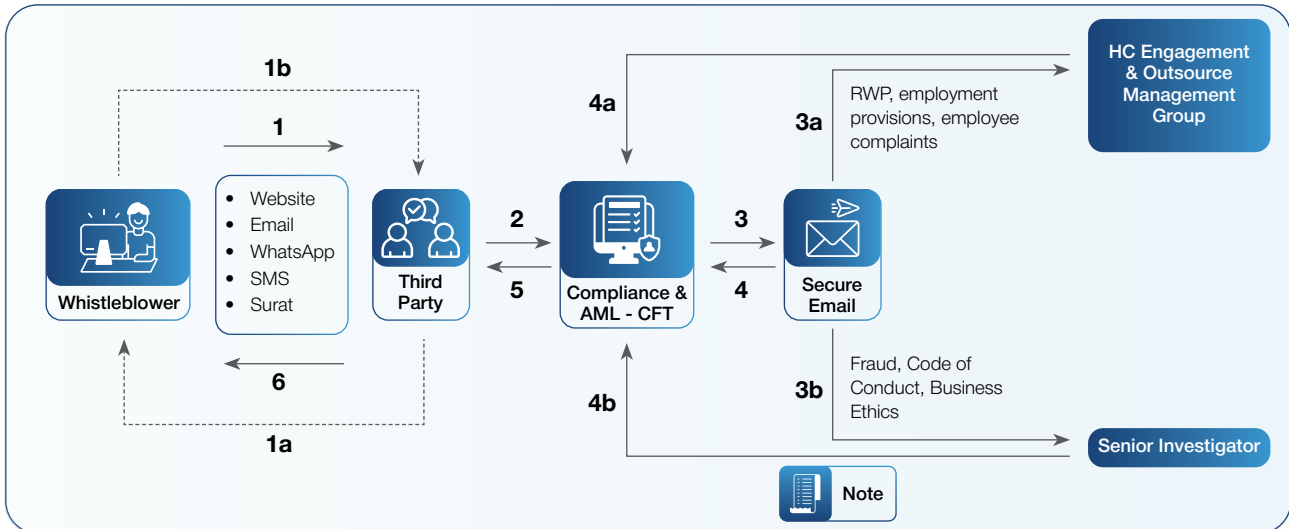 1b
1
Website
Email
WhatsApp
SMS
Surat
Whistleblower
6
1a
Third
Party
2
5
Compliance &
AML - CFT
4a
4b
3
4
Secure
Email
3a
RWP, employment
provisions, employee
complaints
HC Engagement
& Outsource
Management
Group
3b
Fraud, Code of
Conduct, Business
Ethics
Senior Investigator
Note